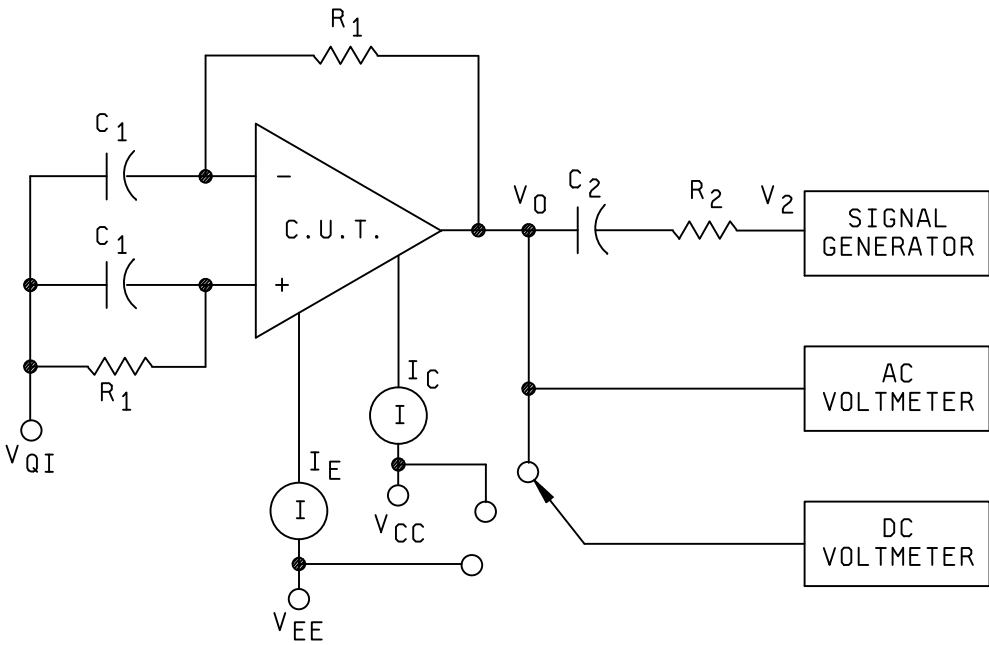 R1
C1
−
C.U.T.
VO
C2
R2
V2
SIGNAL
GENERATOR
C1
+
R1
VQI
IC
I
AC
VOLTMETER
IE
I
VCC
DC
VOLTMETER
VEE